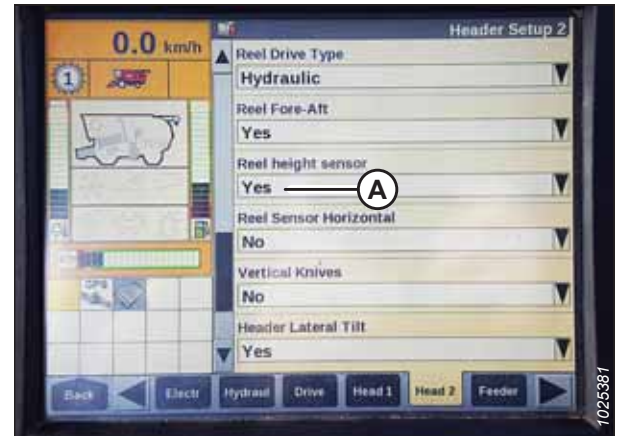 0.0 km/h
Header Setup 2
1
Reel Drive Type
Hydraulic
Reel Fore-Aft
Yes
Reel height sensor
Yes
A
Reel Sensor Horizontal
No
Vertical Knives
No
Header Lateral Tilt
Yes
GPS
Back Electr Hydraul Drive Head 1 Head 2 Feeder
1025381